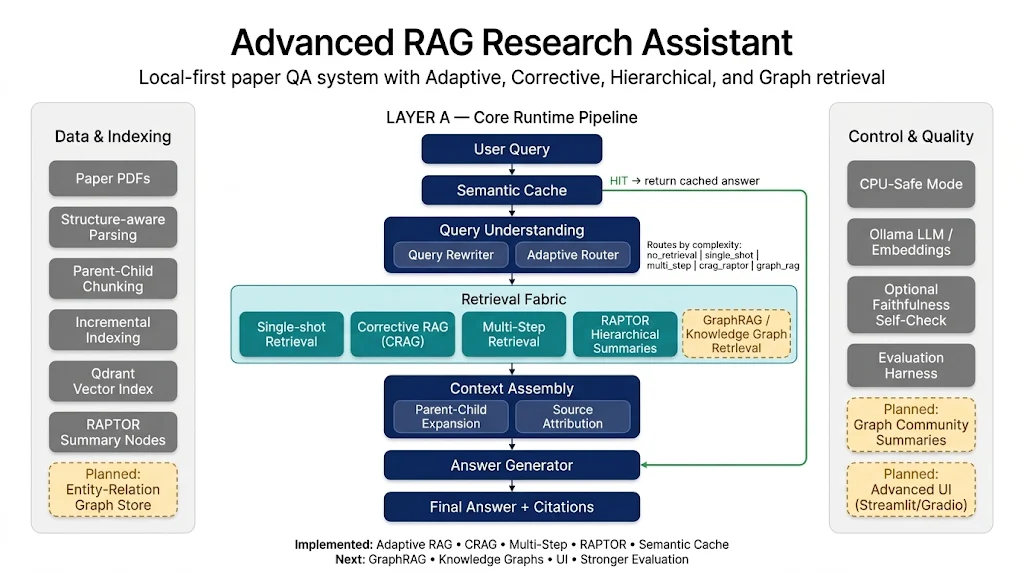 Advanced RAG Research Assistant
Local-first paper QA system with Adaptive, Corrective, Hierarchical, and Graph retrieval
Data & Indexing
Paper PDFs
Structure-aware
Parsing
Parent-Child
Chunking
Incremental
Indexing
Qdrant
Vector Index
RAPTOR
Summary Nodes
Planned:
Entity-Relation
Graph Store
LAYER A — Core Runtime Pipeline
User Query
Semantic Cache
HIT → return cached answer
Query Understanding
Query Rewriter
Adaptive Router
Routes by complexity:
no_retrieval | single_shot |
multi_step | crag_raptor | graph_rag
Retrieval Fabric
Single-shot
Retrieval
Corrective RAG
(CRAG)
Multi-Step
Retrieval
RAPTOR
Hierarchical
Summaries
GraphRAG /
Knowledge Graph
Retrleval
Context Assembly
Parent-Child
Expansion
Source
Attribution
Answer Generator
Final Answer + Citations
Implemented: Adaptive RAG • CRAG • Multi-Step • RAPTOR • Semantic Cache
Next: GraphRAG • Knowledge Graphs • UI • Stronger Evaluation
Control & Quality
CPU-Safe Mode
Ollama LLM /
Embeddings
Optional
Faithfulness
Self-Check
Evaluation
Harness
Planned:
Graph Community
Summaries
Planned:
Advanced UI
(Streamlit/Gradio)